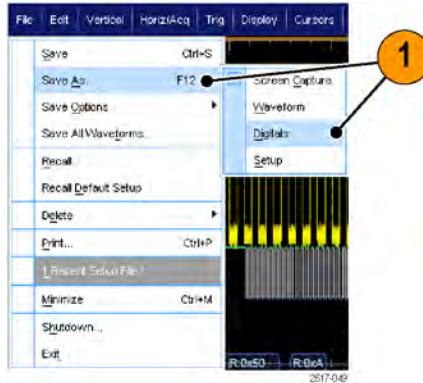 File Edit Vertical Horiz/Acq Trig Display Cursors
1
Save Ctrl+S
Save As... F12
Screen Capture
Save Options
Waveform
Save All Waveforms...
Digitals
Recall
Setup
Recall Default Setup
Delete
Print... Ctrl+P
1 Recent Setup File 1
Minimize Ctrl+M
Shutdown...
Exit
R:0x50 R:0xA
2617-049